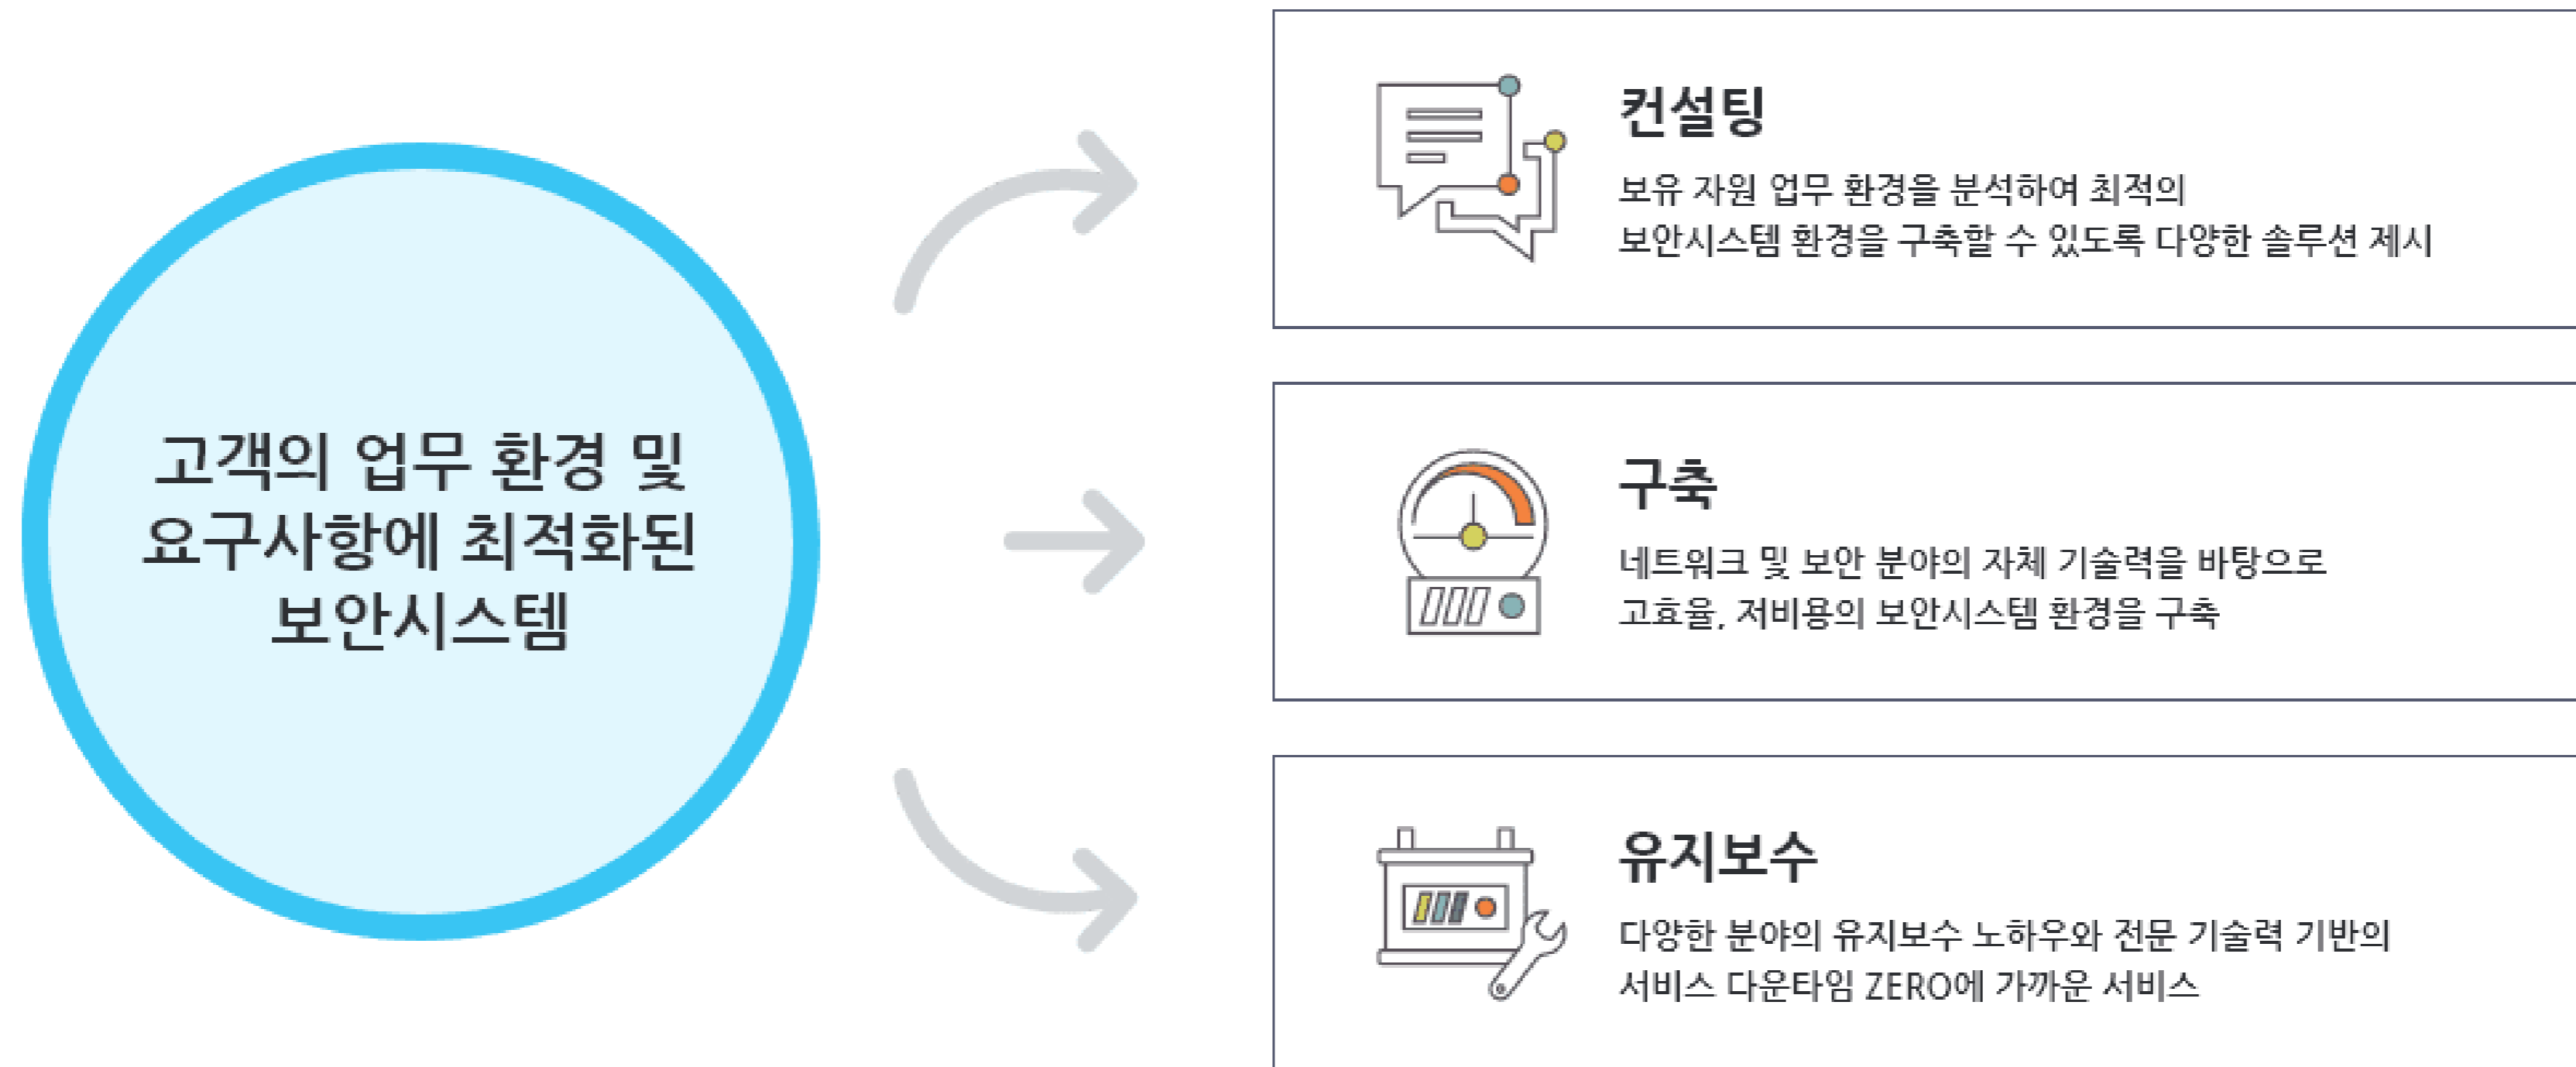 고객의 업무 환경 및
요구사항에 최적화된
보안시스템
컨설팅
보유 자원 업무 환경을 분석하여 최적의
보안시스템 환경을 구축할 수 있도록 다양한 솔루션 제시
구축
네트워크 및 보안 분야의 자체 기술력을 바탕으로
고효율, 저비용의 보안시스템 환경을 구축
유지보수
다양한 분야의 유지보수 노하우와 전문 기술력 기반의
서비스 다운타임 ZERO에 가까운 서비스